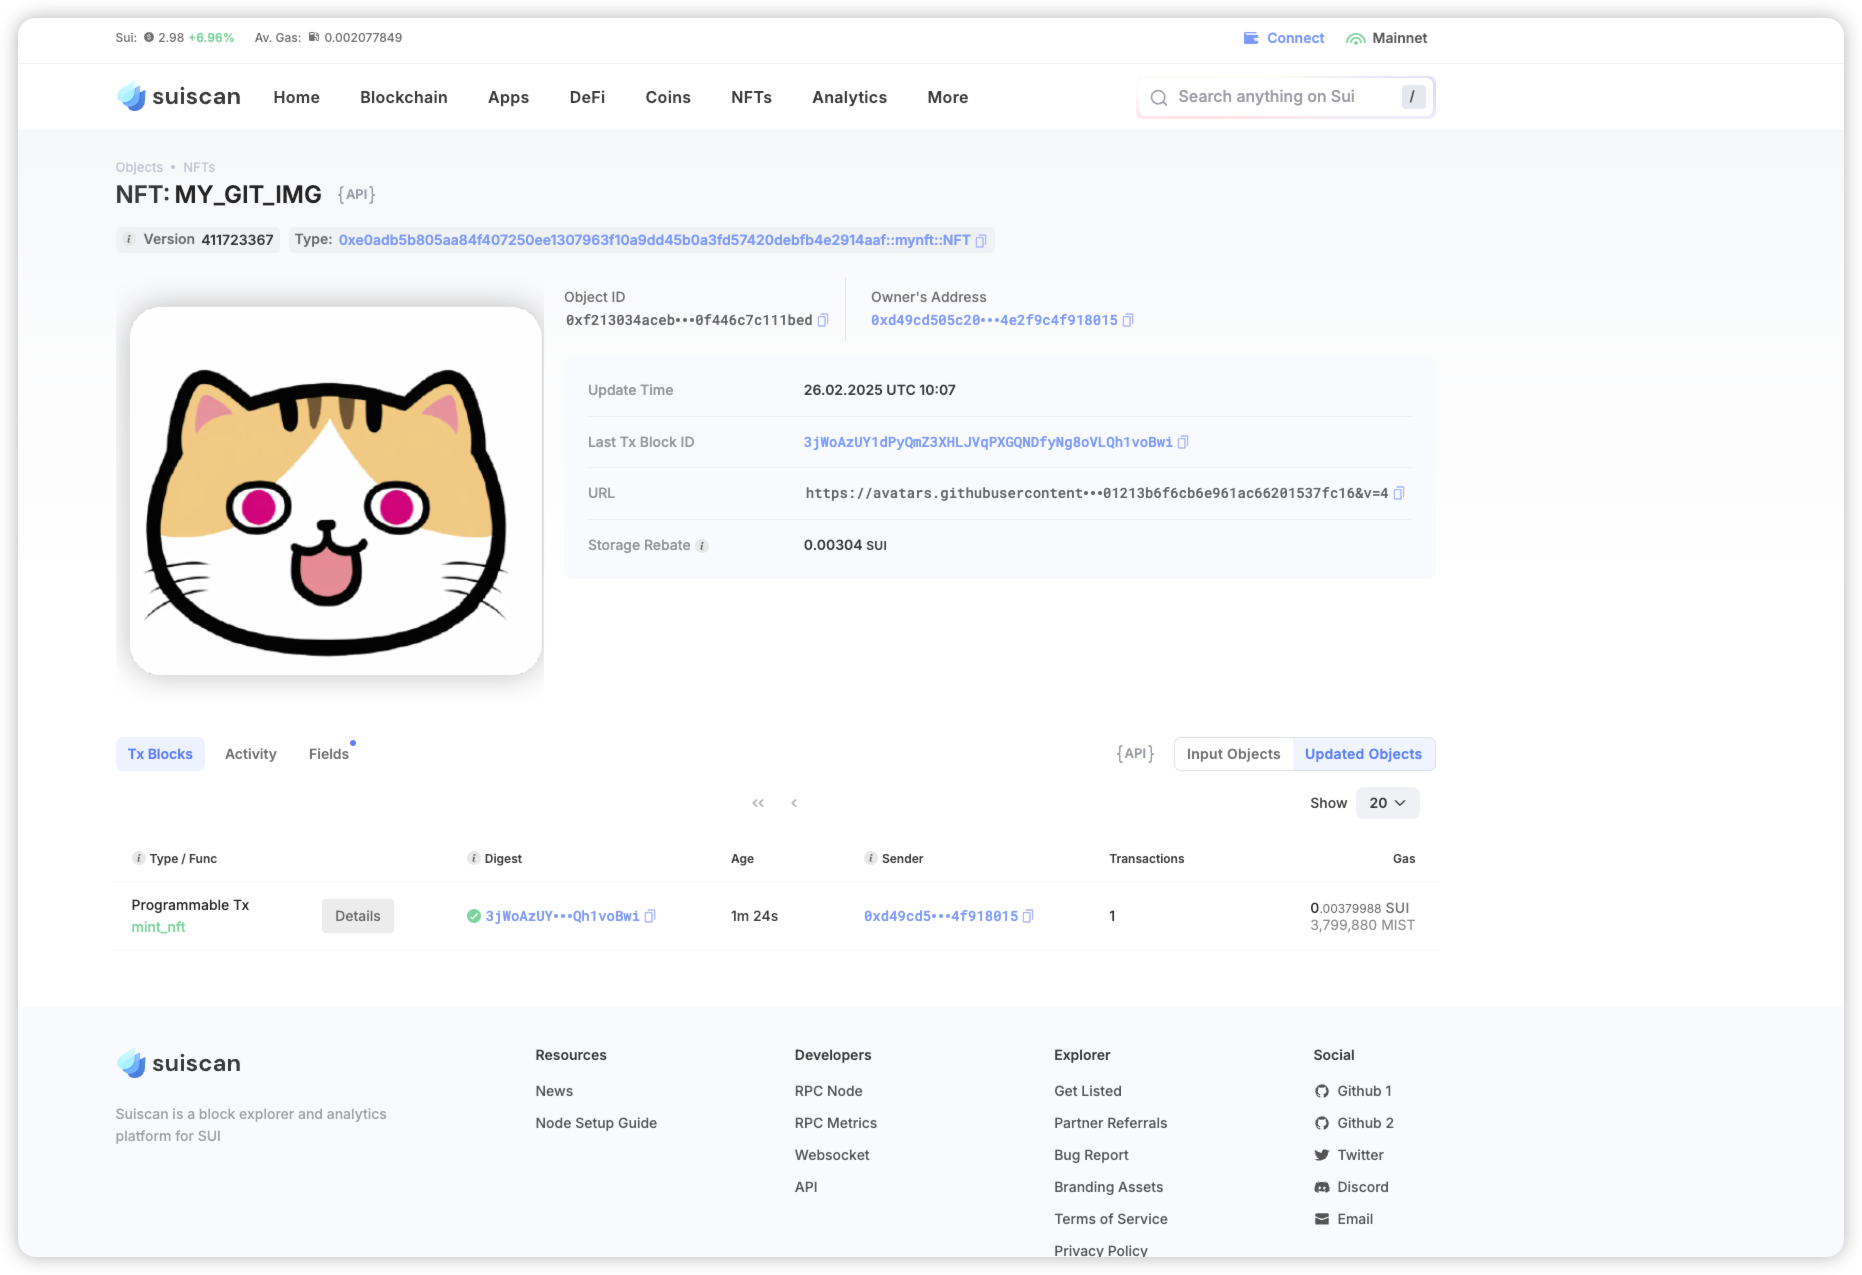 Sui: 2.98 +6.96% Av. Gas: 0.002077849
Connect Mainnet
suiscan Home Blockchain Apps DeFi Coins NFTs Analytics More Search anything on Sui /
Objects • NFTs
NFT: MY_GIT_IMG {API}
i Version 411723367 Type: 0xe0adb5b805aa84f407250ee1307963f10a9dd45b0a3fd57420debfb4e2914aaf::mynft::NFT
Object ID
0xf213034aceb•••0f446c7c111bed
Owner's Address
0xd49cd505c20•••4e2f9c4f918015
Update Time 26.02.2025 UTC 10:07
Last Tx Block ID 3jWoAzUY1dPyQmZ3XHLJVqPXGQNDfyNg8oVLQh1voBwi
URL https://avatars.githubusercontent•••01213b6f6cb6e961ac66201537fc16&v=4
Storage Rebate i 0.00304 SUI
Tx Blocks Activity Fields {API} Input Objects Updated Objects
Show 20
i Type / Func i Digest Age i Sender Transactions Gas
Programmable Tx
mint_nft
Details 3jWoAzUY•••Qh1voBwi 1m 24s 0xd49cd5•••4f918015 1
0.00379988 SUI
3,799,880 MIST
suiscan
Suiscan is a block explorer and analytics
platform for SUI
Resources
News
Node Setup Guide
Developers
RPC Node
RPC Metrics
Websocket
API
Explorer
Get Listed
Partner Referrals
Bug Report
Branding Assets
Terms of Service
Privacy Policy
Social
Github 1
Github 2
Twitter
Discord
Email